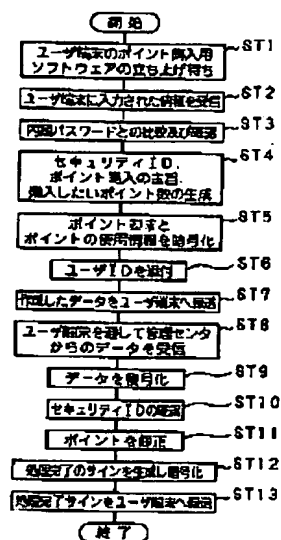 開始
ST1
ユーザ端末のポイント購入用
ソフトウェアの立ち上げ待ち
ST2
ユーザ端末に入力された情報を受信
ST3
内部パスワードとの比較及び確認
ST4
セキュリティID、
ポイント購入の主旨、
購入したいポイント数の生成
ST5
ポイント
ポイントの使用情報を暗号化
ST6
ユーザIDを添付
ST7
作成したデータをユーザ端末へ
ST8
ユーザ端末を通して管理センタ
からのデータを受信
ST9
データを復号化
ST10
セキュリティIDの確認
ST11
ポイントを修正
ST12
処理完了のサインを生成し暗号化
ST13
処理完了サインをユーザ端末へ
終了